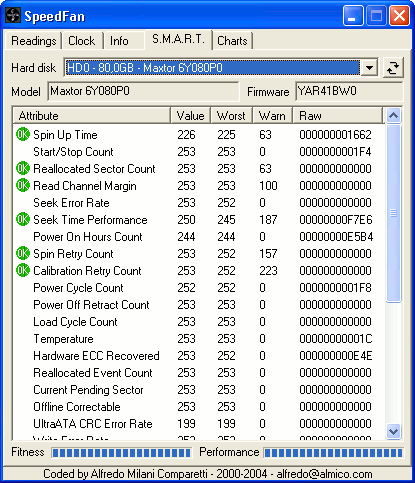 SpeedFan
Readings Clock Info S.M.A.R.T. Charts
Hard disk HD0 - 80,0GB - Maxtor 6Y080P0
Model Maxtor 6Y080P0 Firmware YAR41BW0
Attribute Value Worst Warn Raw
OK Spin Up Time 226 225 63 000000001662
Start/Stop Count 253 253 0 0000000001F4
OK Reallocated Sector Count 253 253 63 000000000000
OK Read Channel Margin 253 253 100 000000000000
Seek Error Rate 253 252 0 000000000000
OK Seek Time Performance 250 245 187 00000000F7E6
Power On Hours Count 244 244 0 00000000E5B4
OK Spin Retry Count 253 252 157 000000000000
OK Calibration Retry Count 253 252 223 000000000000
Power Cycle Count 252 252 0 0000000001F8
Power Off Retract Count 253 253 0 000000000000
Load Cycle Count 253 253 0 000000000000
Temperature 253 253 0 00000000001C
Hardware ECC Recovered 253 252 0 000000000E4E
Reallocated Event Count 253 253 0 000000000000
Current Pending Sector 253 253 0 000000000000
Offline Correctable 253 253 0 000000000000
UltraATA CRC Error Rate 199 199 0 000000000000
Write Error Rate 253 252 0 000000000000
Fitness Performance
Coded by Alfredo Milani Comparetti - 2000-2004 - alfredo@almico.com